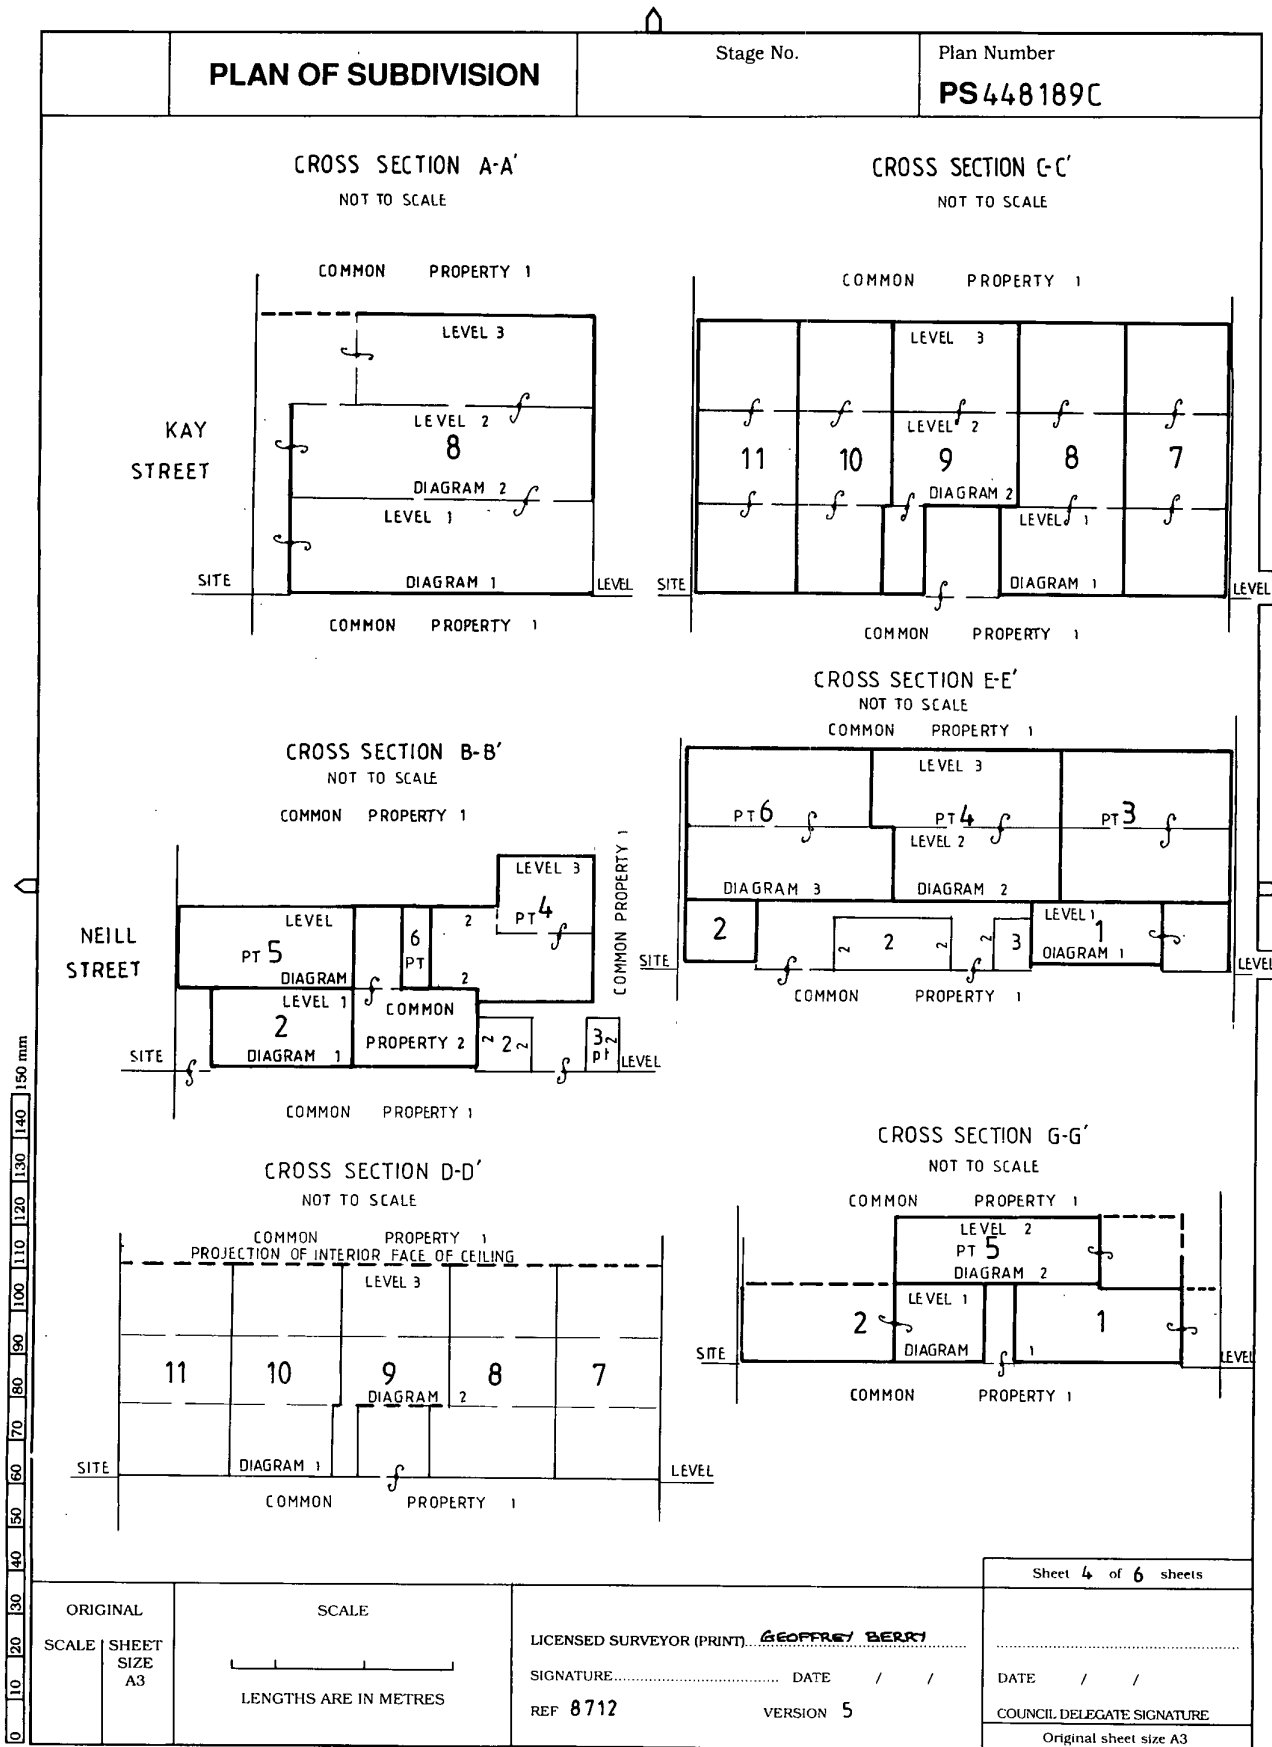 PLAN OF SUBDIVISION
Stage No.
Plan Number
PS 448189C
CROSS SECTION A-A'
NOT TO SCALE
COMMON PROPERTY 1
LEVEL 3
KAY
STREET
LEVEL 2
8
DIAGRAM 2
LEVEL 1
SITE
DIAGRAM 1
LEVEL
COMMON PROPERTY 1
CROSS SECTION C-C'
NOT TO SCALE
COMMON PROPERTY 1
LEVEL 3
LEVEL 2
11 10 9 8 7
DIAGRAM 2
LEVEL 1
SITE
DIAGRAM 1
LEVEL
COMMON PROPERTY 1
CROSS SECTION B-B'
NOT TO SCALE
COMMON PROPERTY 1
COMMON PROPERTY 1
LEVEL 3
PT 4
NEILL
STREET
LEVEL 2
PT 5
6
PT
DIAGRAM 2
LEVEL 1
2
DIAGRAM 1
COMMON
PROPERTY 2
2 2 2
3 2
pt
SITE
LEVEL
COMMON PROPERTY 1
CROSS SECTION E-E'
NOT TO SCALE
COMMON PROPERTY 1
LEVEL 3
PT 6 PT 4 PT 3
LEVEL 2
DIAGRAM 3 DIAGRAM 2
2
2 2 2
2 3
LEVEL 1
1
DIAGRAM 1
SITE
LEVEL
COMMON PROPERTY 1
CROSS SECTION D-D'
NOT TO SCALE
COMMON PROPERTY 1
PROJECTION OF INTERIOR FACE OF CEILING
LEVEL 3
11 10 9 8 7
DIAGRAM 2
SITE
DIAGRAM 1
LEVEL
COMMON PROPERTY 1
CROSS SECTION G-G'
NOT TO SCALE
COMMON PROPERTY 1
LEVEL 2
PT 5
DIAGRAM 2
LEVEL 1
2 1
DIAGRAM 1
SITE
LEVEL
COMMON PROPERTY 1
0 10 20 30 40 50 60 70 80 90 100 110 120 130 140 150 mm
Sheet 4 of 6 sheets
ORIGINAL
SCALE SHEET
SIZE
A3
SCALE
LENGTHS ARE IN METRES
LICENSED SURVEYOR (PRINT) GEOFFREY BERRY
SIGNATURE DATE / /
REF 8712 VERSION 5
DATE / /
COUNCIL DELEGATE SIGNATURE
Original sheet size A3